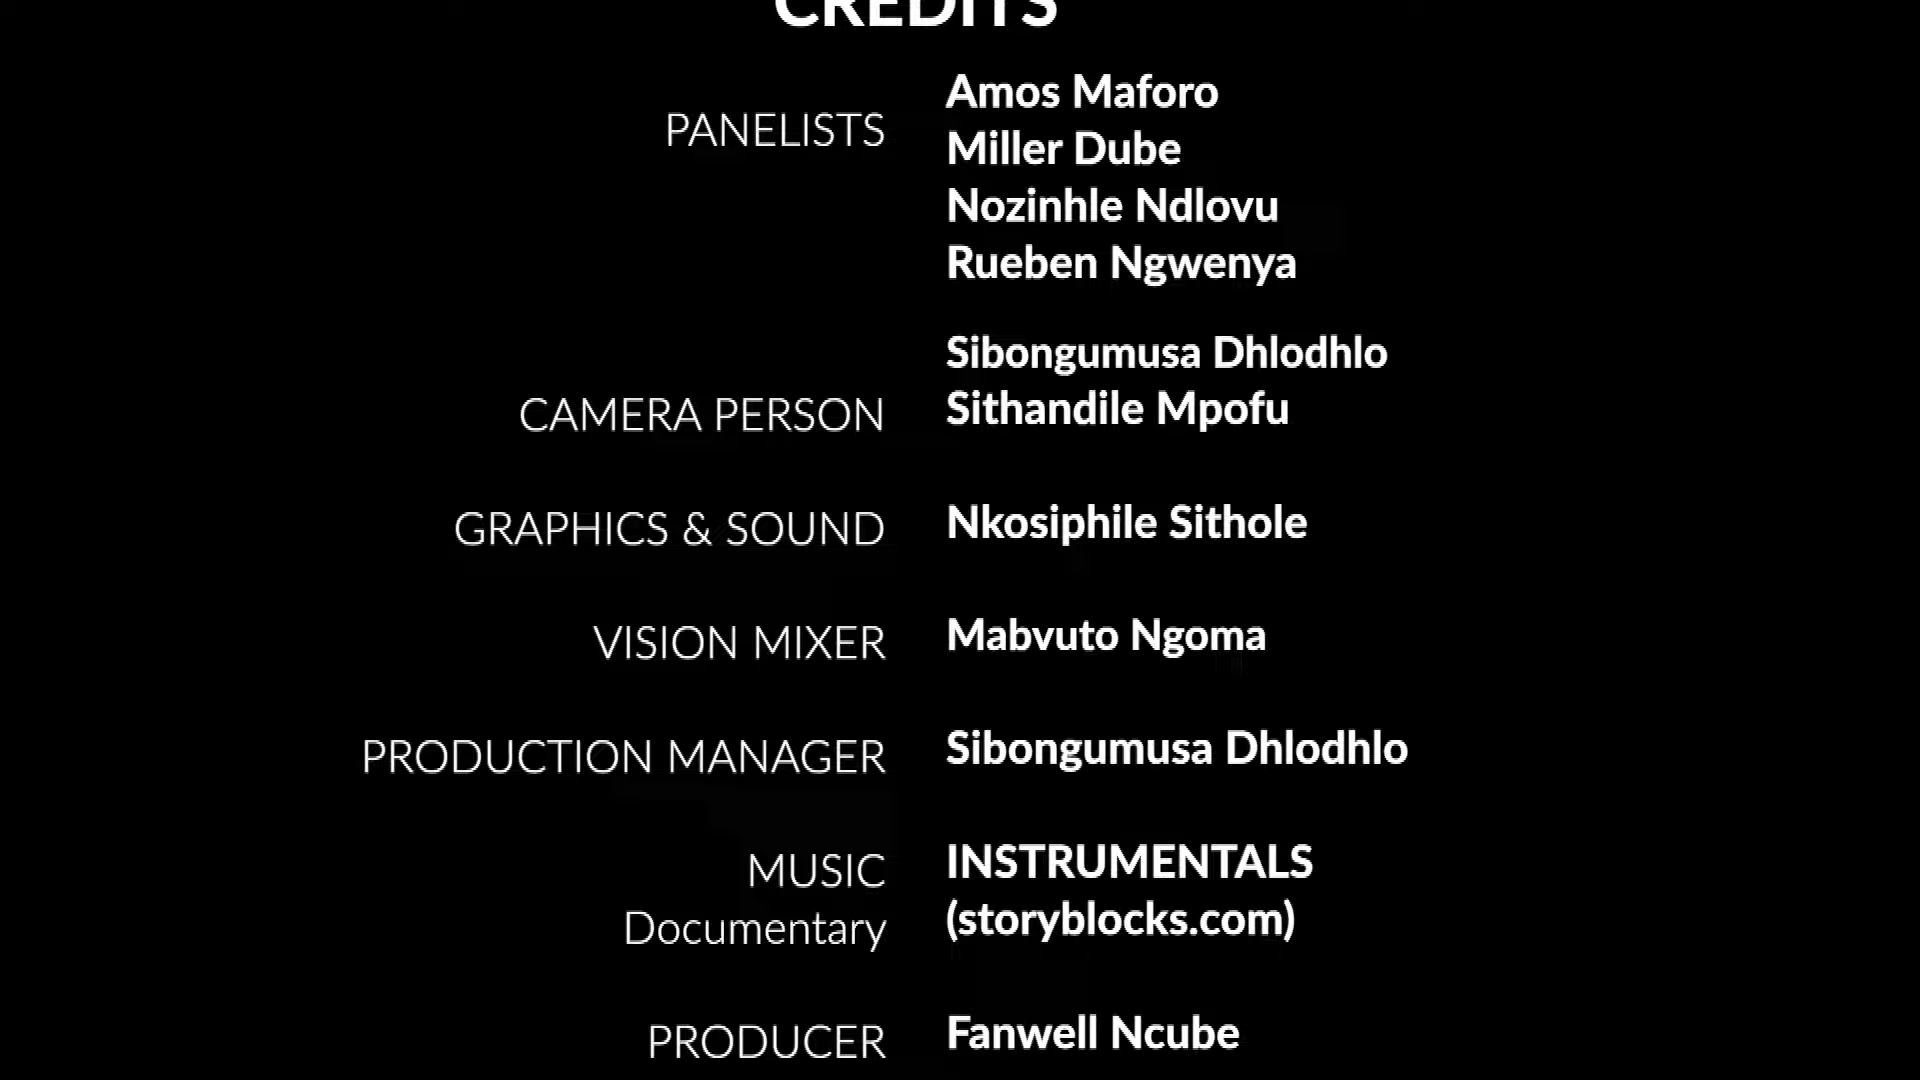 CREDITS
PANELISTS
Amos Maforo
Miller Dube
Nozinhle Ndlovu
Rueben Ngwenya
CAMERA PERSON
Sibongumusa Dhlodhlo
Sithandile Mpofu
GRAPHICS & SOUND
Nkosiphile Sithole
VISION MIXER
Mabvuto Ngoma
PRODUCTION MANAGER
Sibongumusa Dhlodhlo
MUSIC
Documentary
INSTRUMENTALS
(storyblocks.com)
PRODUCER
Fanwell Ncube